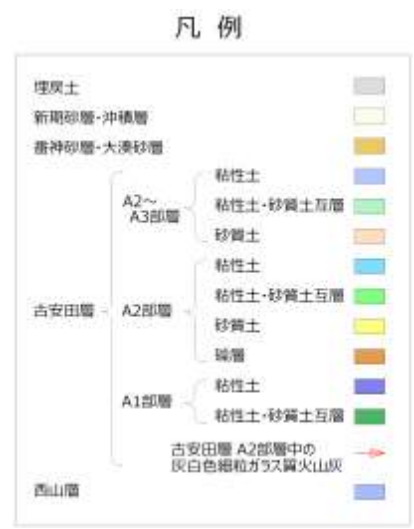 凡 例
埋戻土
新期砂層・沖積層
番神砂層・大湊砂層
粘性土
A2～
A3部層
粘性土・砂質土互層
砂質土
粘性土
粘性土・砂質土互層
古安田層
A2部層
砂質土
礫層
粘性土
A1部層
粘性土・砂質土互層
古安田層 A2部層中の
灰白色細粒ガラス質火山灰
西山層